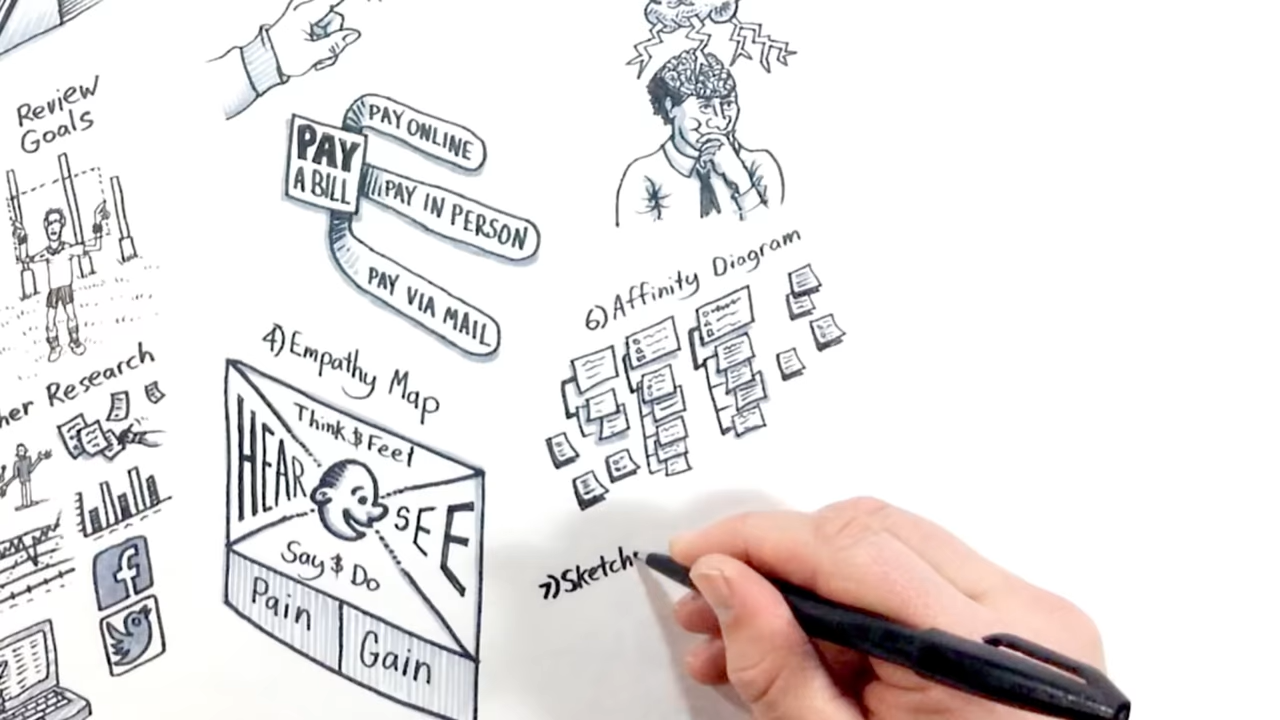 Review
Goals
PAY
A BILL
PAY ONLINE
PAY IN PERSON
PAY VIA MAIL
4) Empathy Map
Think $ Feel
HEAR
SEE
Say $ Do
Pain
Gain
her Research
f
6) Affinity Diagram
7) Sketch